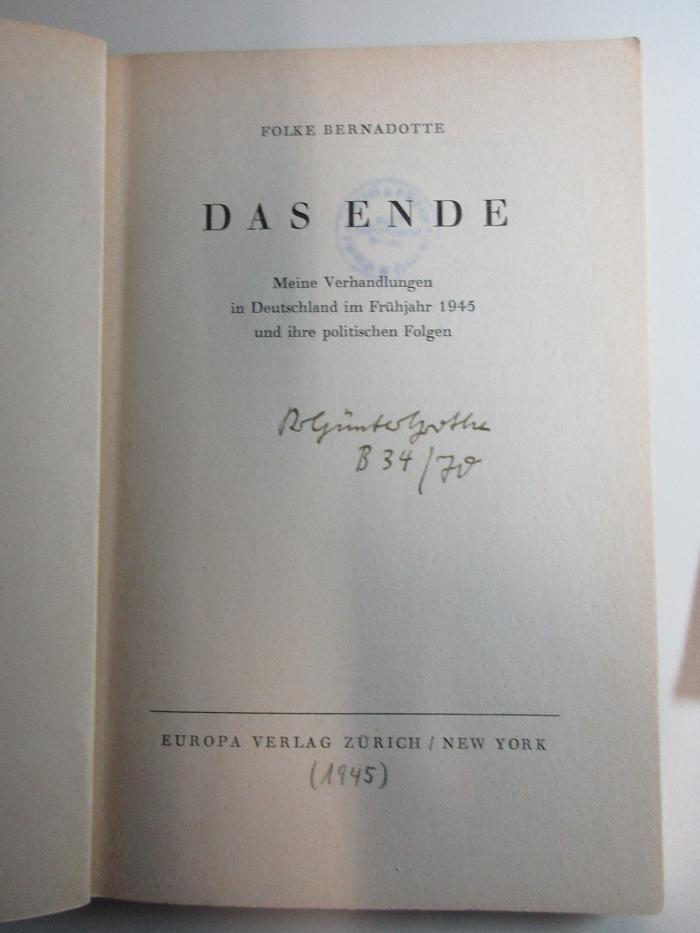 FOLKE BERNADOTTE
DAS ENDE
Meine Verhandlungen
in Deutschland im Frühjahr 1945
und ihre politischen Folgen
B 34/70
EUROPA VERLAG ZÜRICH / NEW YORK
(1945)